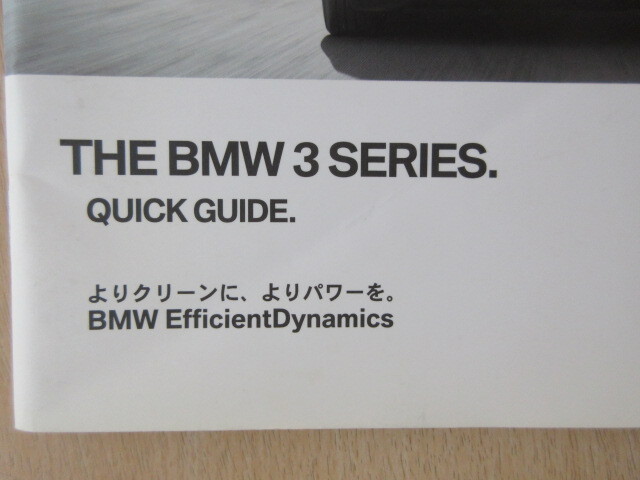 THE BMW 3 SERIES.
QUICK GUIDE.
よりクリーンに、よりパワーを。
BMW EfficientDynamics